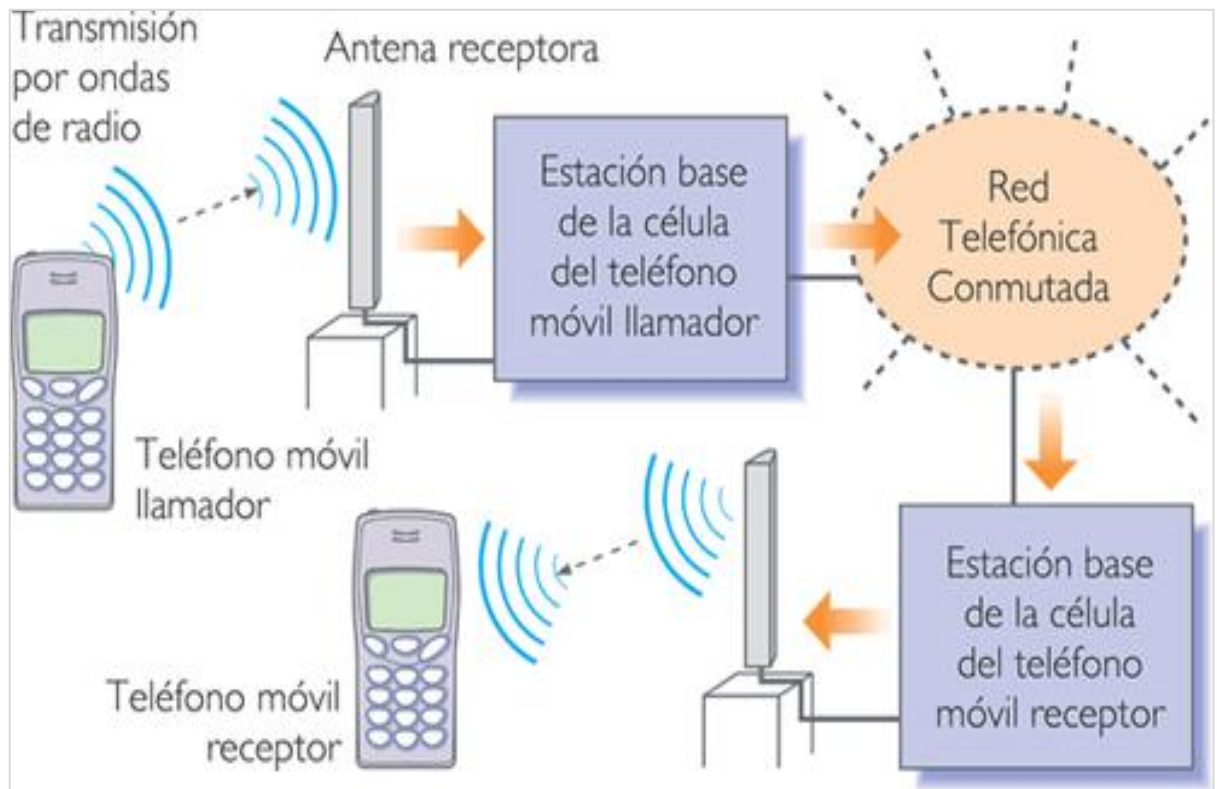 Transmisión
por ondas
de radio
Antena receptora
Estación base
de la célula
del teléfono
móvil llamador
Red
Telefónica
Conmutada
Teléfono móvil
llamador
Teléfono móvil
receptor
Estación base
de la célula
del teléfono
móvil receptor